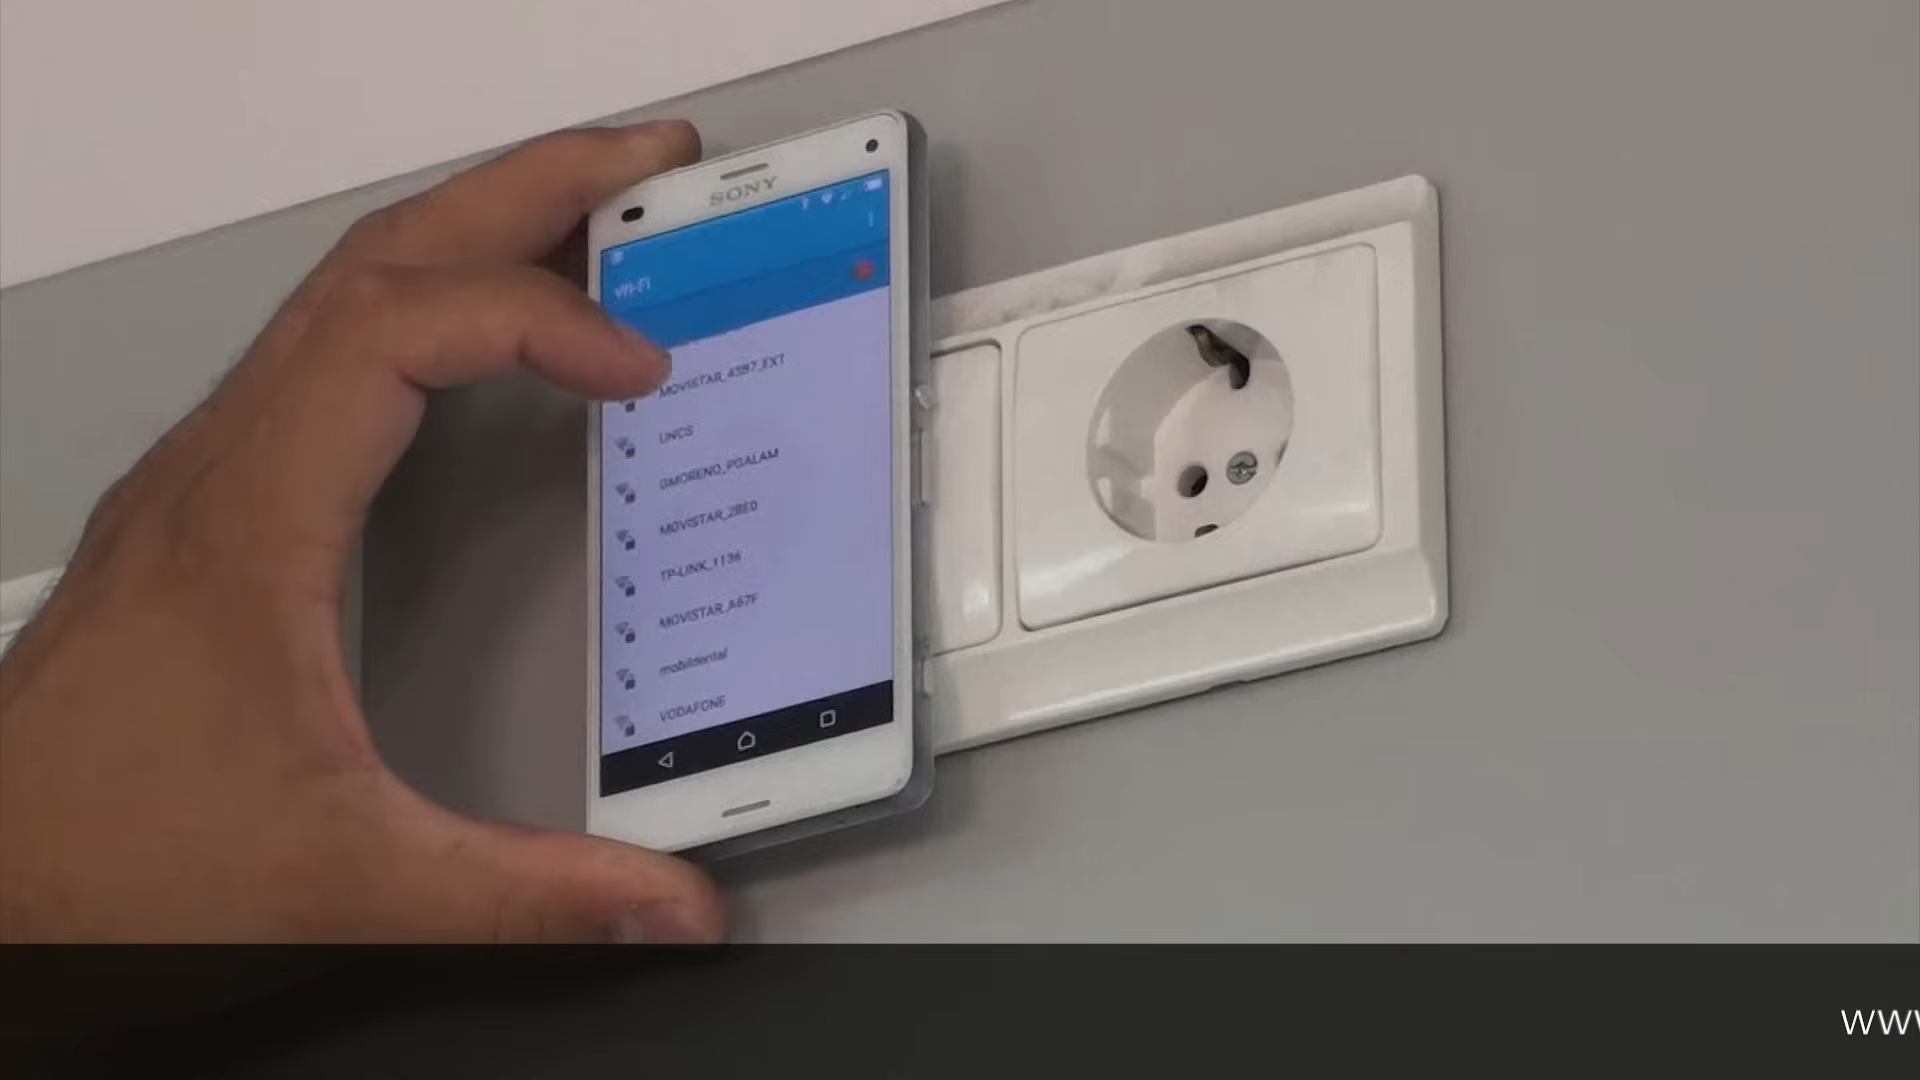 SONY
Wi-Fi
MOVISTAR_43B7_EXT
UNCS
GMORENO_PGALAM
MOVISTAR_2BE0
TP-LINK_1136
MOVISTAR_A67F
mobildental
VODAFONE
www